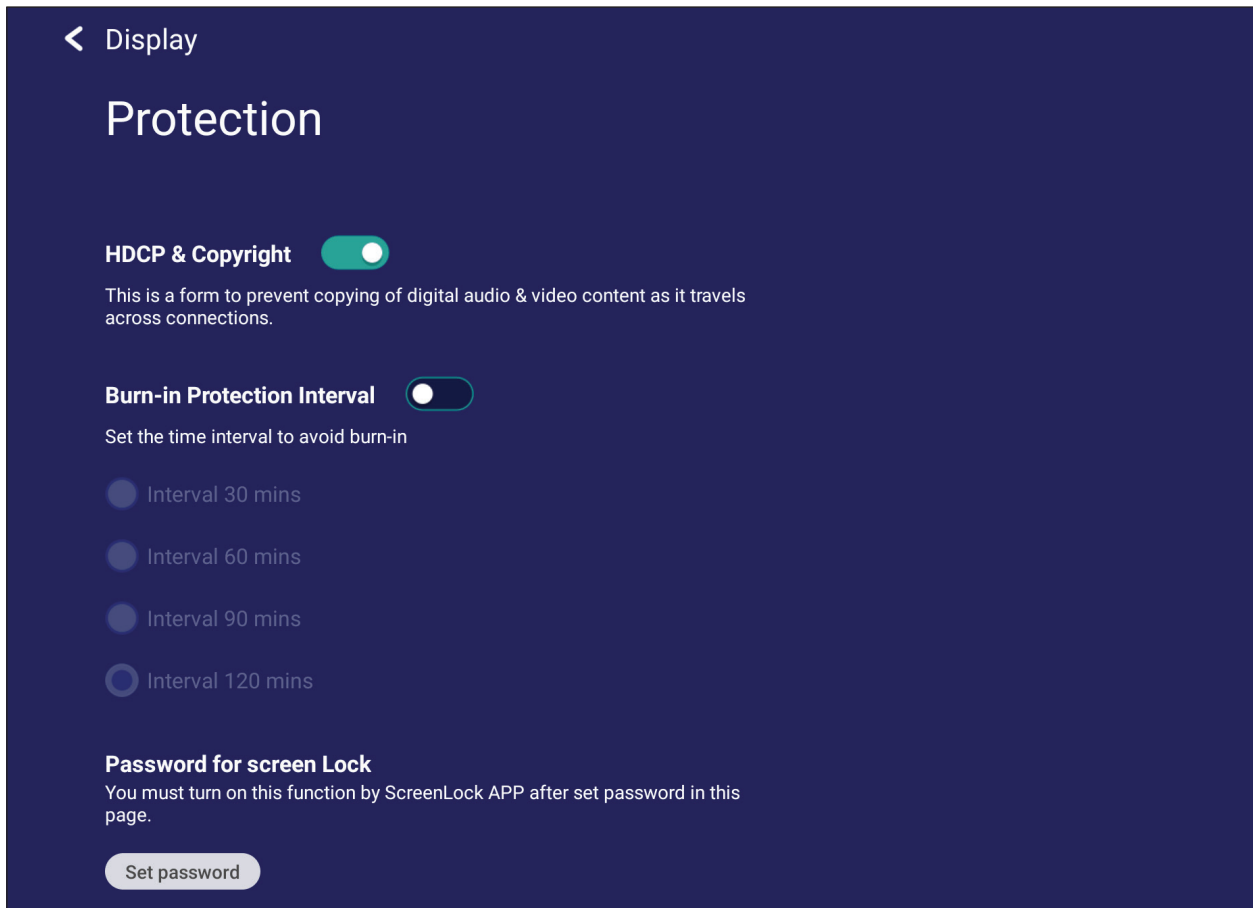 Display
Protection
HDCP & Copyright
This is a form to prevent copying of digital audio & video content as it travels
across connections.
Burn-in Protection Interval
Set the time interval to avoid burn-in
Interval 30 mins
Interval 60 mins
Interval 90 mins
Interval 120 mins
Password for screen Lock
You must turn on this function by ScreenLock APP after set password in this
page.
Set password